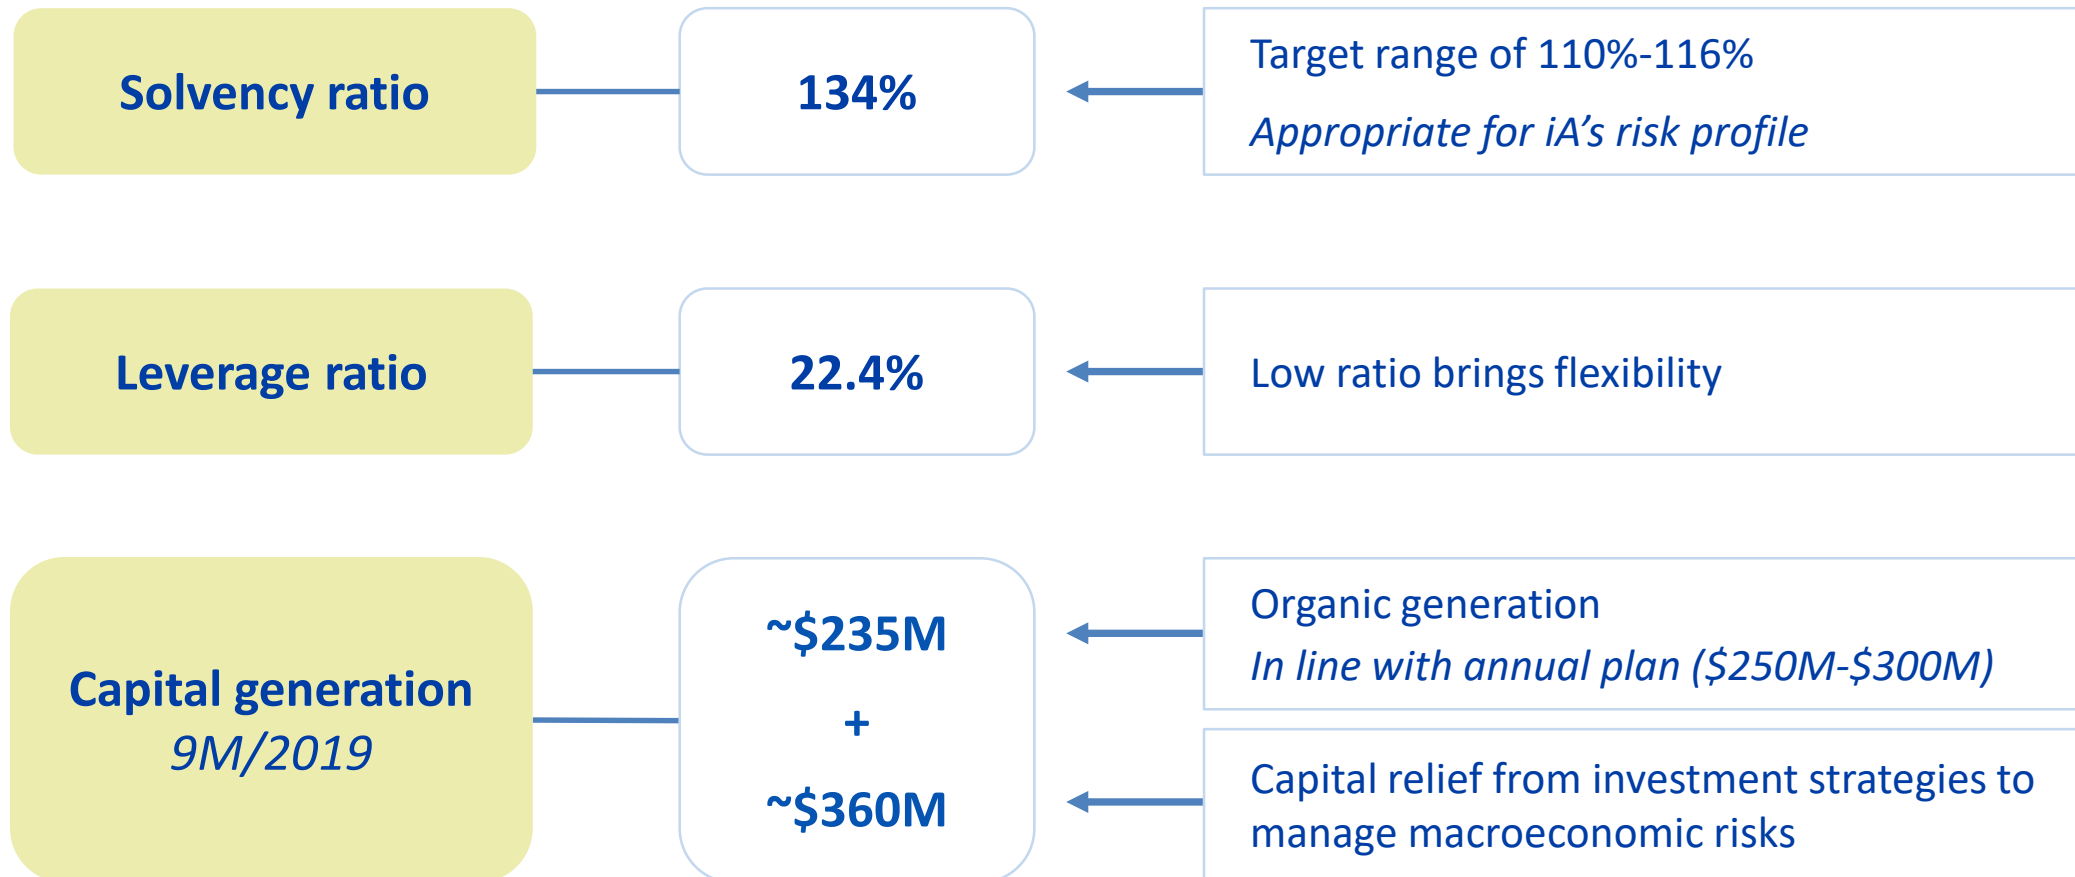 Solvency ratio
134%
Target range of 110%-116%
Appropriate for iA’s risk profile
Leverage ratio
22.4%
Low ratio brings flexibility
Capital generation
9M/2019
~$235M
+
~$360M
Organic generation
In line with annual plan ($250M-$300M)
Capital relief from investment strategies to
manage macroeconomic risks